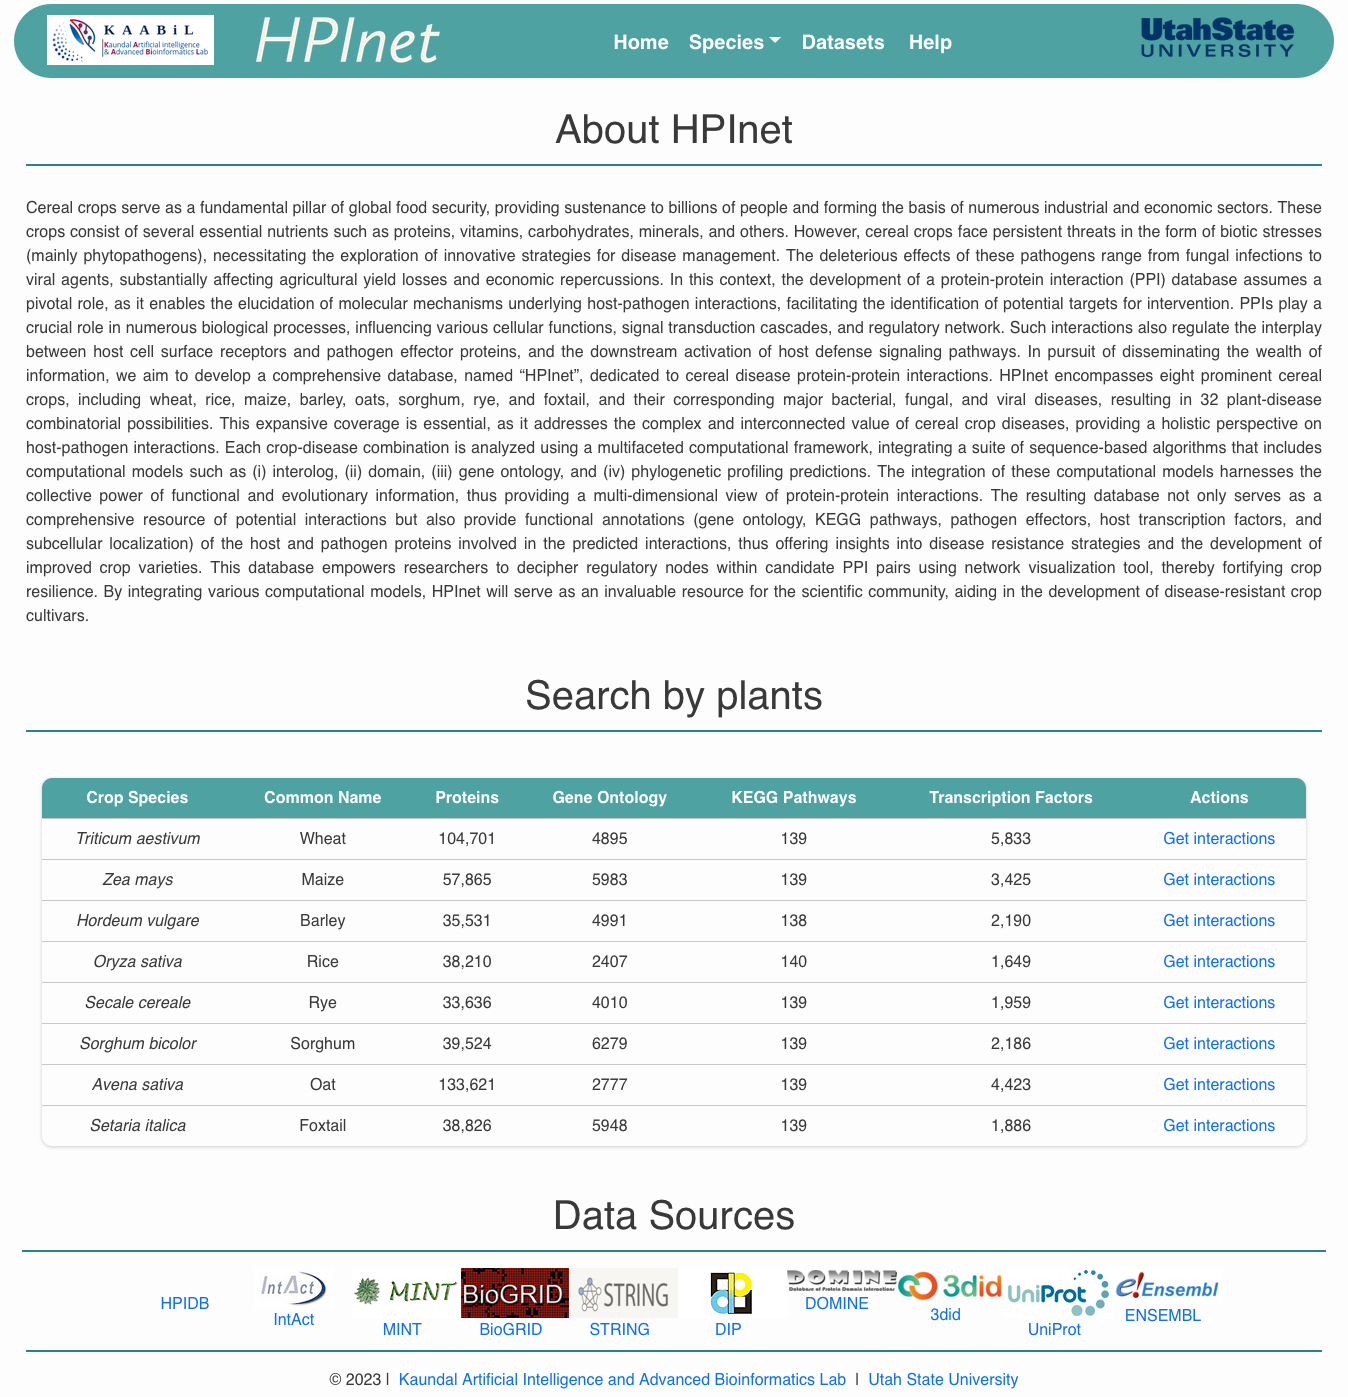 KAABiL
Kaundal Artificial intelligence
& Advanced Bioinformatics Lab
HPInet
Home Species Datasets Help
UtahState
UNIVERSITY
About HPInet
Cereal crops serve as a fundamental pillar of global food security, providing sustenance to billions of people and forming the basis of numerous industrial and economic sectors. These
crops consist of several essential nutrients such as proteins, vitamins, carbohydrates, minerals, and others. However, cereal crops face persistent threats in the form of biotic stresses
(mainly phytopathogens), necessitating the exploration of innovative strategies for disease management. The deleterious effects of these pathogens range from fungal infections to
viral agents, substantially affecting agricultural yield losses and economic repercussions. In this context, the development of a protein-protein interaction (PPI) database assumes a
pivotal role, as it enables the elucidation of molecular mechanisms underlying host-pathogen interactions, facilitating the identification of potential targets for intervention. PPIs play a
crucial role in numerous biological processes, influencing various cellular functions, signal transduction cascades, and regulatory network. Such interactions also regulate the interplay
between host cell surface receptors and pathogen effector proteins, and the downstream activation of host defense signaling pathways. In pursuit of disseminating the wealth of
information, we aim to develop a comprehensive database, named “HPInet”, dedicated to cereal disease protein-protein interactions. HPInet encompasses eight prominent cereal
crops, including wheat, rice, maize, barley, oats, sorghum, rye, and foxtail, and their corresponding major bacterial, fungal, and viral diseases, resulting in 32 plant-disease
combinatorial possibilities. This expansive coverage is essential, as it addresses the complex and interconnected value of cereal crop diseases, providing a holistic perspective on
host-pathogen interactions. Each crop-disease combination is analyzed using a multifaceted computational framework, integrating a suite of sequence-based algorithms that includes
computational models such as (i) interolog, (ii) domain, (iii) gene ontology, and (iv) phylogenetic profiling predictions. The integration of these computational models harnesses the
collective power of functional and evolutionary information, thus providing a multi-dimensional view of protein-protein interactions. The resulting database not only serves as a
comprehensive resource of potential interactions but also provide functional annotations (gene ontology, KEGG pathways, pathogen effectors, host transcription factors, and
subcellular localization) of the host and pathogen proteins involved in the predicted interactions, thus offering insights into disease resistance strategies and the development of
improved crop varieties. This database empowers researchers to decipher regulatory nodes within candidate PPI pairs using network visualization tool, thereby fortifying crop
resilience. By integrating various computational models, HPInet will serve as an invaluable resource for the scientific community, aiding in the development of disease-resistant crop
cultivars.
Search by plants
Crop Species Common Name Proteins Gene Ontology KEGG Pathways Transcription Factors Actions
Triticum aestivum Wheat 104,701 4895 139 5,833 Get interactions
Zea mays Maize 57,865 5983 139 3,425 Get interactions
Hordeum vulgare Barley 35,531 4991 138 2,190 Get interactions
Oryza sativa Rice 38,210 2407 140 1,649 Get interactions
Secale cereale Rye 33,636 4010 139 1,959 Get interactions
Sorghum bicolor Sorghum 39,524 6279 139 2,186 Get interactions
Avena sativa Oat 133,621 2777 139 4,423 Get interactions
Setaria italica Foxtail 38,826 5948 139 1,886 Get interactions
Data Sources
IntAct MINT BioGRID STRING dip DOMINE 3did UniProt e!Ensembl
Database of Protein Domain Interactions
HPIDB IntAct MINT BioGRID STRING DIP DOMINE 3did UniProt ENSEMBL
© 2023 | Kaundal Artificial Intelligence and Advanced Bioinformatics Lab | Utah State University